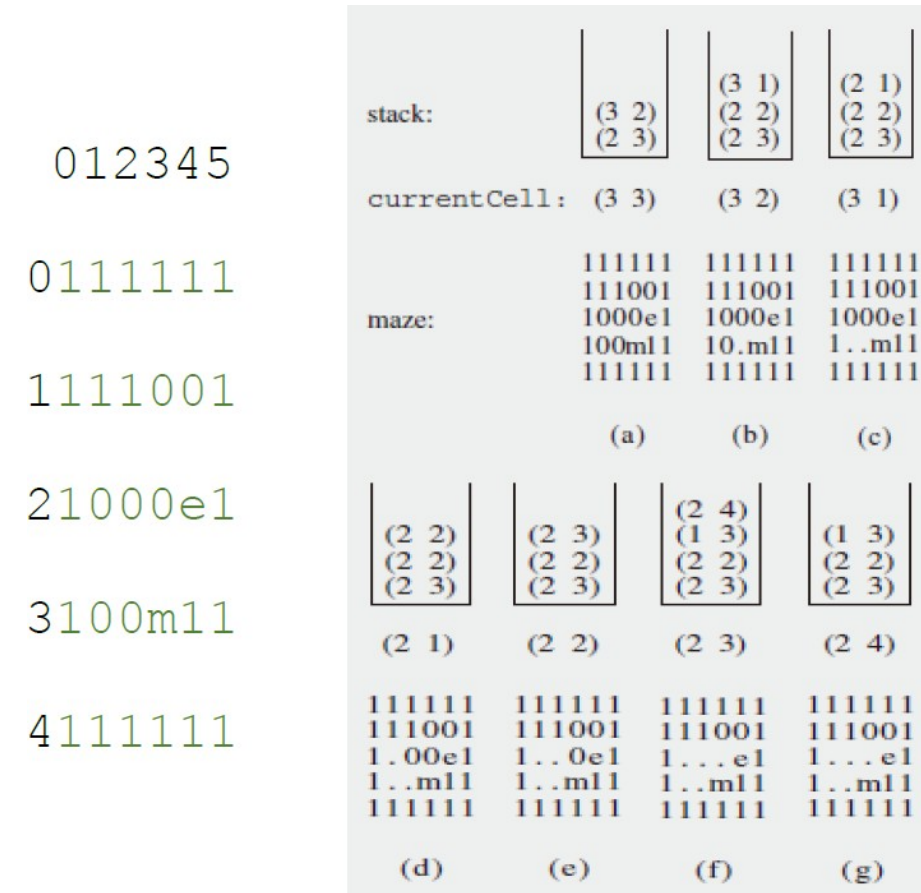 012345
0111111
1111001
21000e1
3100m11
4111111
stack:
(3 2)
(2 3)
(3 1)
(2 2)
(2 3)
(2 1)
(2 2)
(2 3)
currentCell: (3 3) (3 2) (3 1)
maze:
111111 111111 111111
111001 111001 111001
1000e1 1000e1 1000e1
100m11 10.m11 1..m11
111111 111111 111111
(a) (b) (c)
(2 2)
(2 2)
(2 3)
(2 3)
(2 2)
(2 3)
(2 4)
(1 3)
(2 2)
(2 3)
(1 3)
(2 2)
(2 3)
(2 1) (2 2) (2 3) (2 4)
111111 111111 111111 111111
111001 111001 111001 111001
1.00e1 1..0e1 1...e1 1...e1
1..m11 1..m11 1..m11 1..m11
111111 111111 111111 111111
(d) (e) (f) (g)